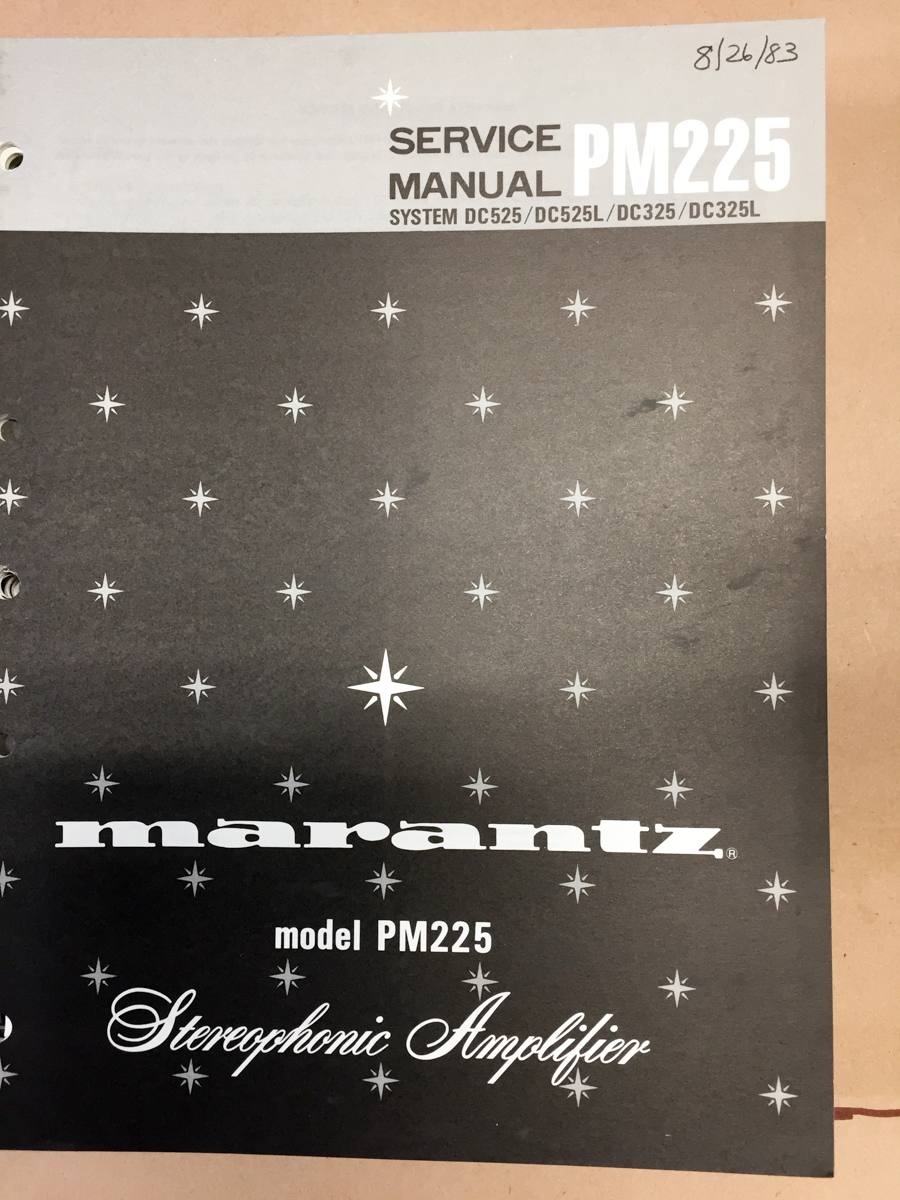 8/26/83
SERVICE
MANUAL PM225
SYSTEM DC525/DC525L/DC325/DC325L
marantz®
model PM225
Stereophonic Amplifier